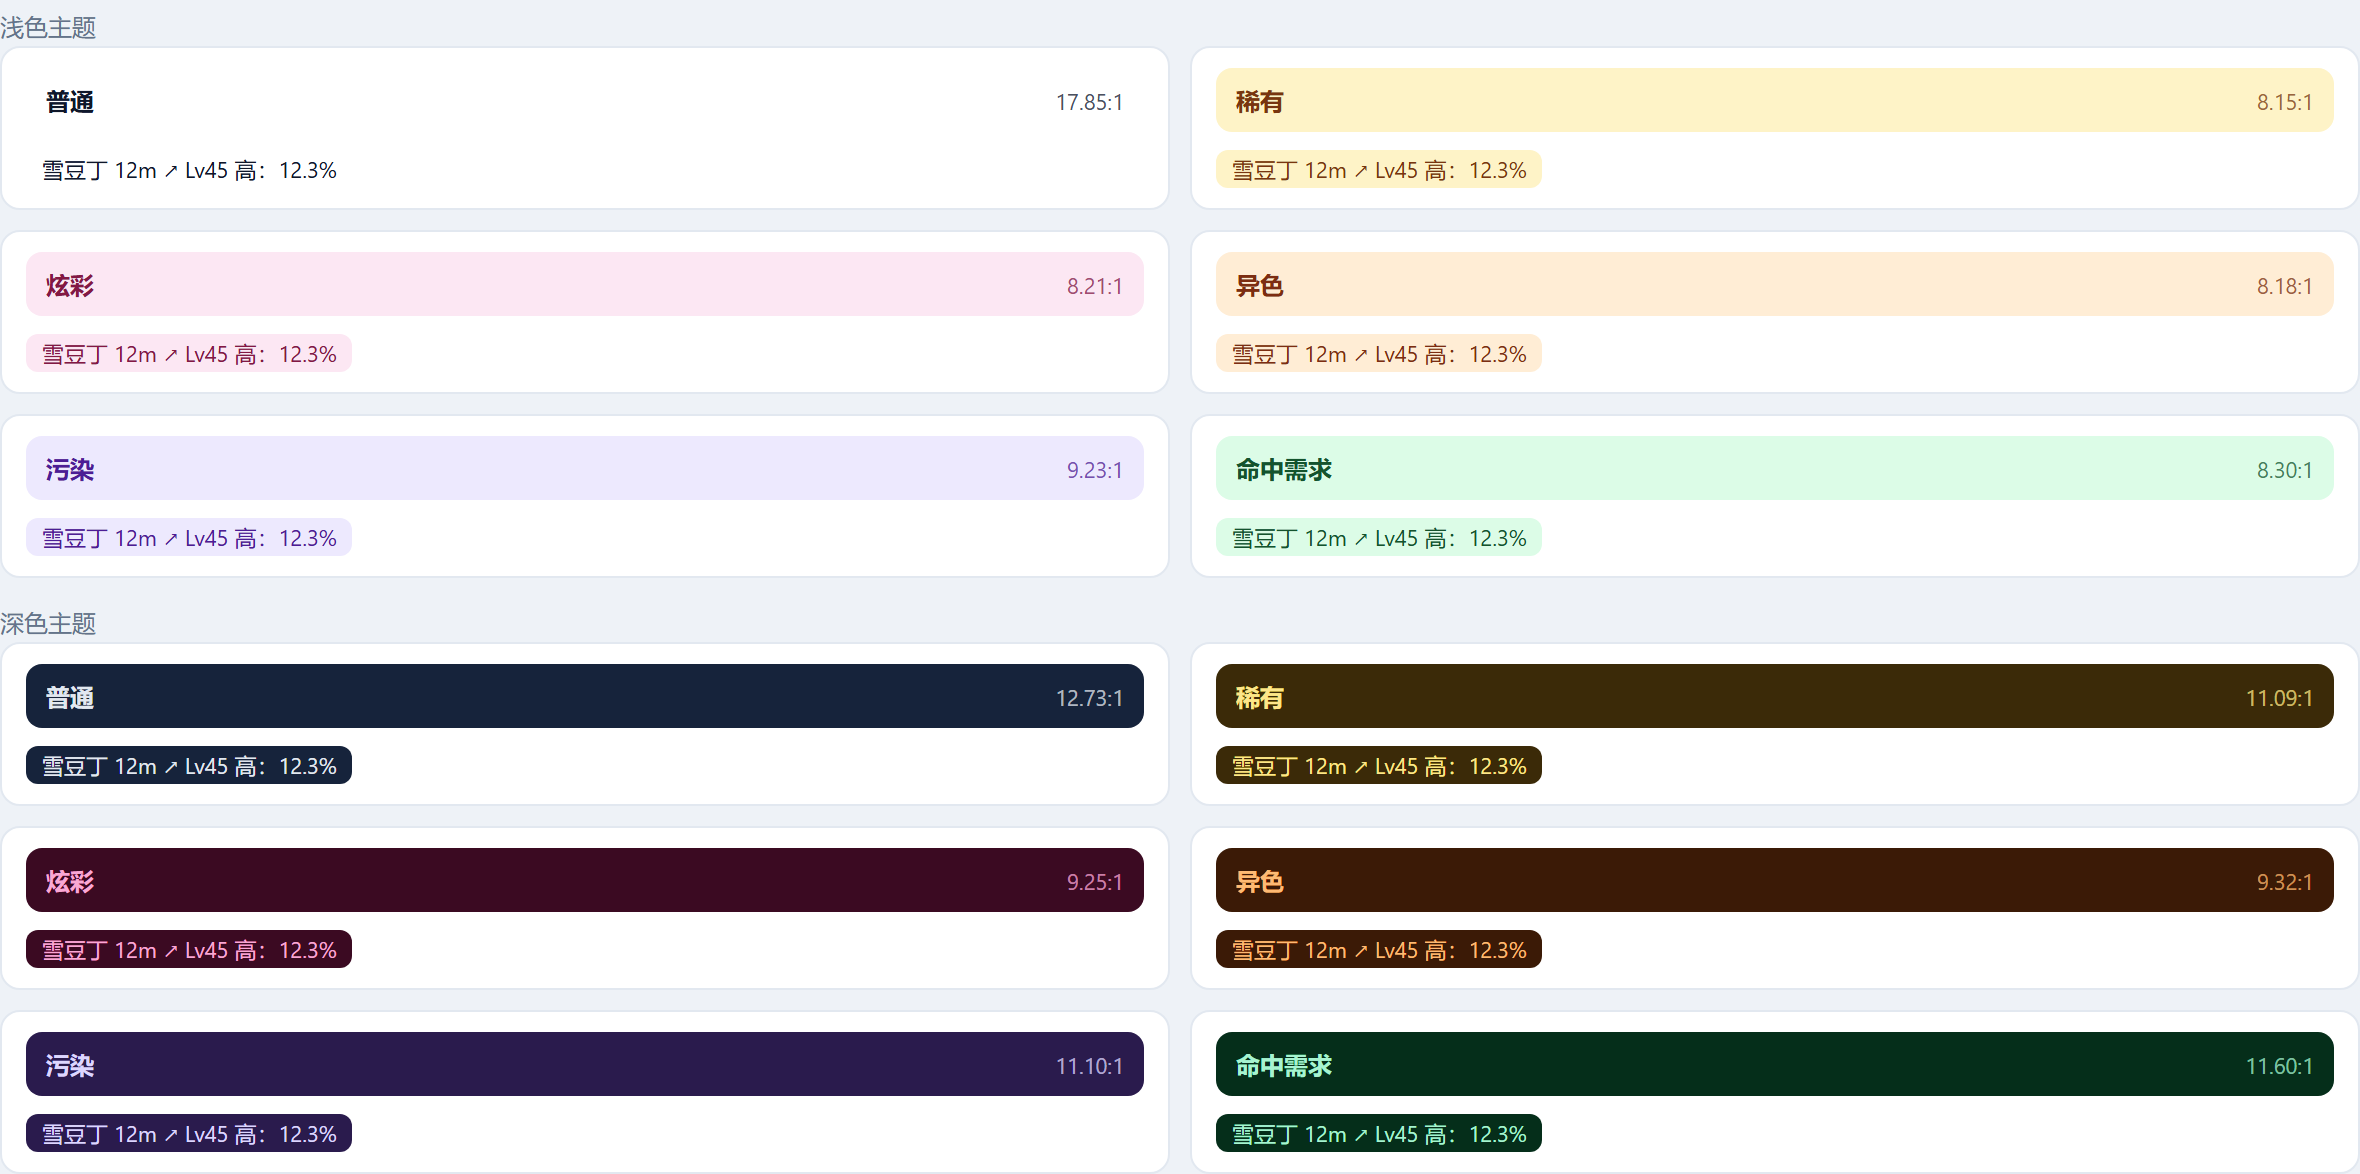 浅色主题
普通 17.85:1
雪豆丁 12m ↗ Lv45 高：12.3%
稀有 8.15:1
雪豆丁 12m ↗ Lv45 高：12.3%
炫彩 8.21:1
雪豆丁 12m ↗ Lv45 高：12.3%
异色 8.18:1
雪豆丁 12m ↗ Lv45 高：12.3%
污染 9.23:1
雪豆丁 12m ↗ Lv45 高：12.3%
命中需求 8.30:1
雪豆丁 12m ↗ Lv45 高：12.3%
深色主题
普通 12.73:1
雪豆丁 12m ↗ Lv45 高：12.3%
稀有 11.09:1
雪豆丁 12m ↗ Lv45 高：12.3%
炫彩 9.25:1
雪豆丁 12m ↗ Lv45 高：12.3%
异色 9.32:1
雪豆丁 12m ↗ Lv45 高：12.3%
污染 11.10:1
雪豆丁 12m ↗ Lv45 高：12.3%
命中需求 11.60:1
雪豆丁 12m ↗ Lv45 高：12.3%